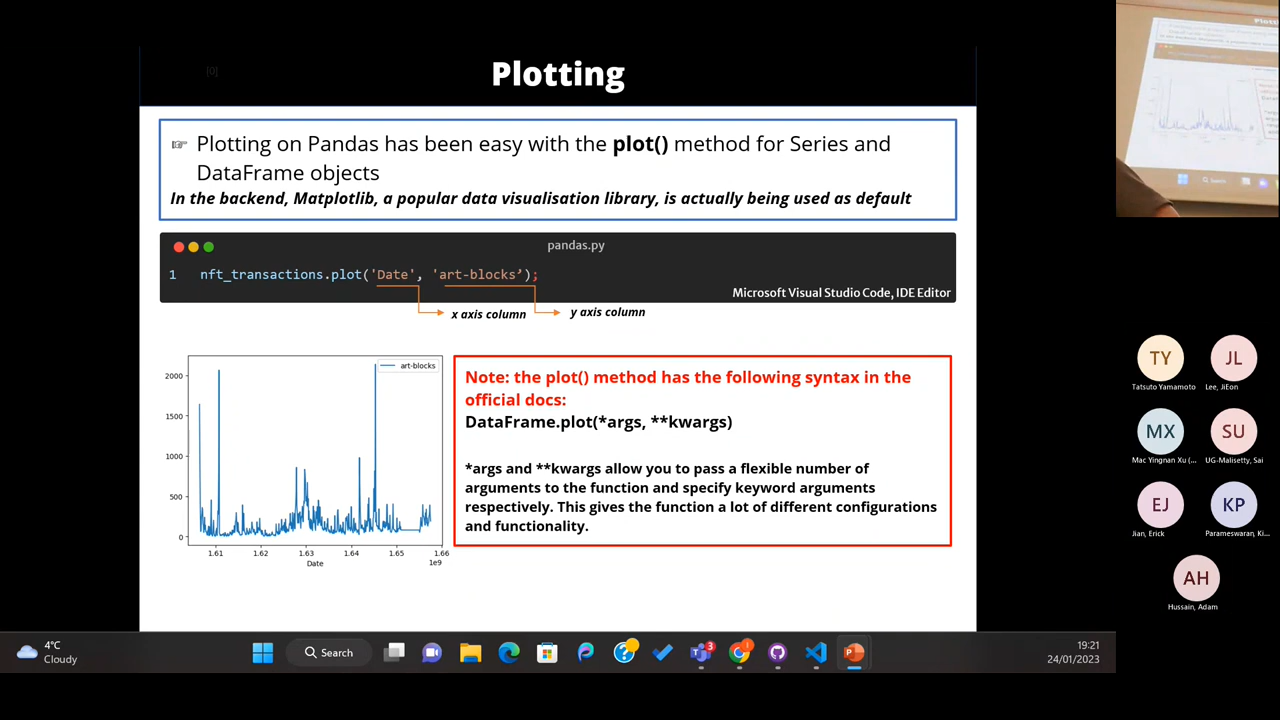 [0]
Plotting
☞ Plotting on Pandas has been easy with the plot() method for Series and
DataFrame objects
In the backend, Matplotlib, a popular data visualisation library, is actually being used as default
pandas.py
1 nft_transactions.plot('Date', 'art-blocks’);
Microsoft Visual Studio Code, IDE Editor
x axis column
y axis column
art-blocks
2000
1500
1000
500
0
1.61 1.62 1.63 1.64 1.65 1.66
1e9
Date
Note: the plot() method has the following syntax in the
official docs:
DataFrame.plot(*args, **kwargs)
*args and **kwargs allow you to pass a flexible number of
arguments to the function and specify keyword arguments
respectively. This gives the function a lot of different configurations
and functionality.
TY
Tatsuto Yamamoto
JL
Lee, JiEon
MX
Mac Yingnan Xu (...
SU
UG-Malisetty, Sai
EJ
Jian, Erick
KP
Parameswaran, Ki...
AH
Hussain, Adam
4°C
Cloudy
Search
3
19:21
24/01/2023